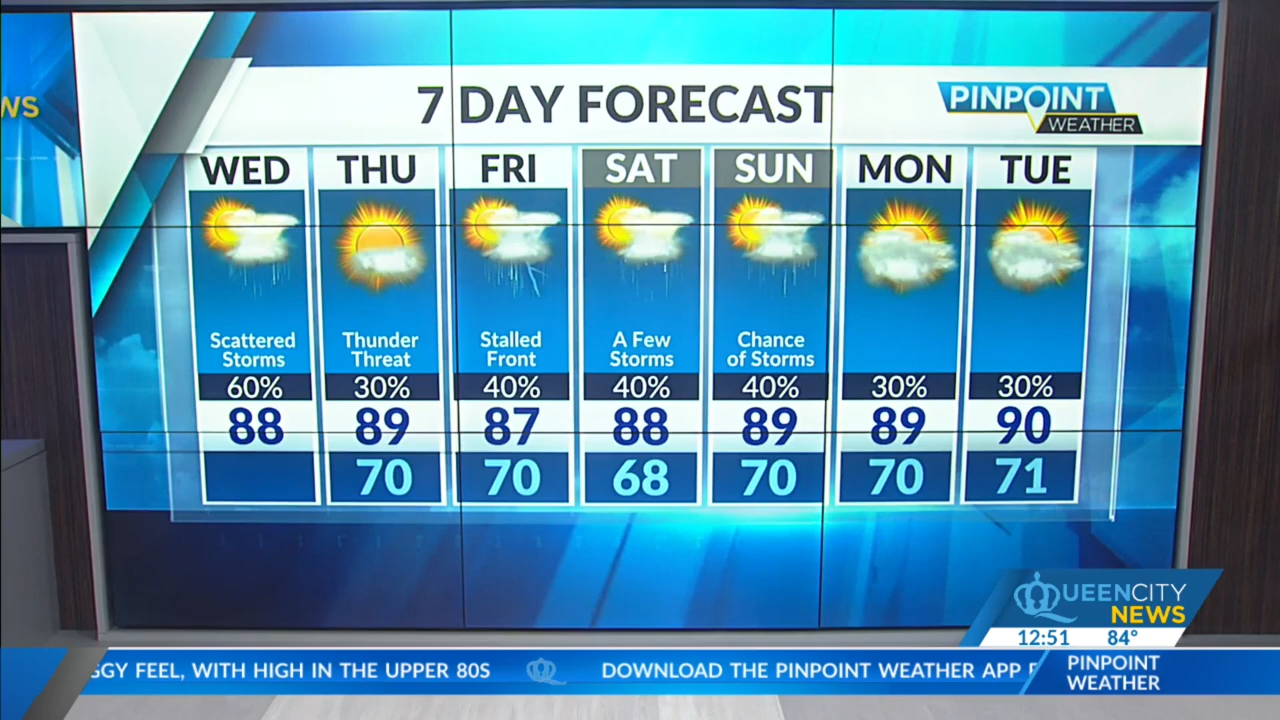 WS
7 DAY FORECAST
PINPOINT
WEATHER
WED THU FRI SAT SUN MON TUE
Scattered Storms
Thunder Threat
Stalled Front
A Few Storms
Chance of Storms
60% 30% 40% 40% 40% 30% 30%
88 89 87 88 89 89 90
70 70 68 70 70 71
QUEEN CITY
NEWS
12:51 84°
GGY FEEL, WITH HIGH IN THE UPPER 80S DOWNLOAD THE PINPOINT WEATHER APP
PINPOINT
WEATHER